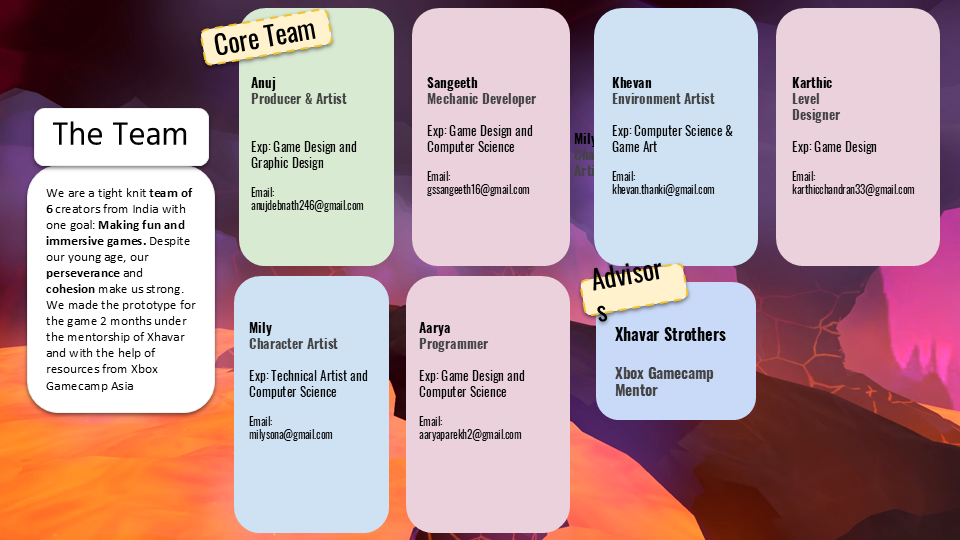 Core Team
The Team
We are a tight knit team of
6 creators from India with
one goal: Making fun and
immersive games. Despite
our young age, our
perseverance and
cohesion make us strong.
We made the prototype for
the game 2 months under
the mentorship of Xhavar
and with the help of
resources from Xbox
Gamecamp Asia
Anuj
Producer & Artist
Exp: Game Design and
Graphic Design
Email:
anujdebnath246@gmail.com
Sangeeth
Mechanic Developer
Exp: Game Design and
Computer Science
Email:
gssangeeth16@gmail.com
Mily
Khevan
Environment Artist
Exp: Computer Science &
Game Art
Email:
khevan.thanki@gmail.com
Karthic
Level
Designer
Exp: Game Design
Email:
karthicchandran33@gmail.com
Mily
Character Artist
Exp: Technical Artist and
Computer Science
Email:
milysona@gmail.com
Aarya
Programmer
Exp: Game Design and
Computer Science
Email:
aaryaparekh2@gmail.com
Advisor
s
Xhavar Strothers
Xbox Gamecamp
Mentor